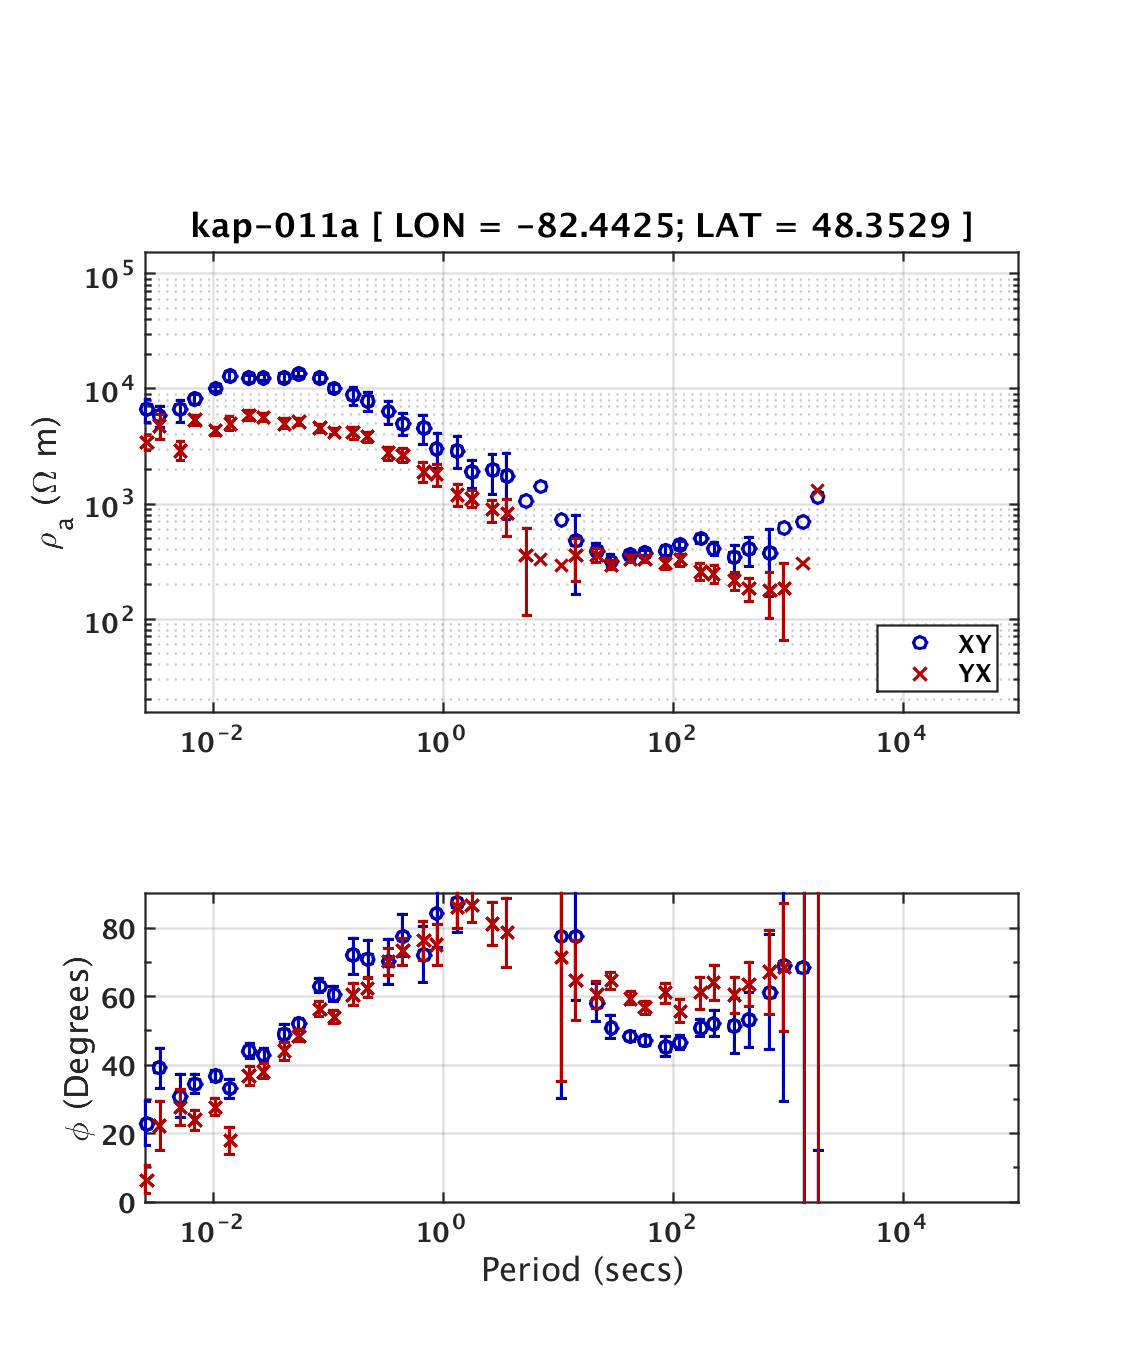 kap-011a [ LON = -82.4425; LAT = 48.3529 ]
ρa (Ω m)
10^5
10^4
10^3
10^2
XY
YX
10^-2 10^0 10^2 10^4
ϕ (Degrees)
80
60
40
20
0
10^-2 10^0 10^2 10^4
Period (secs)